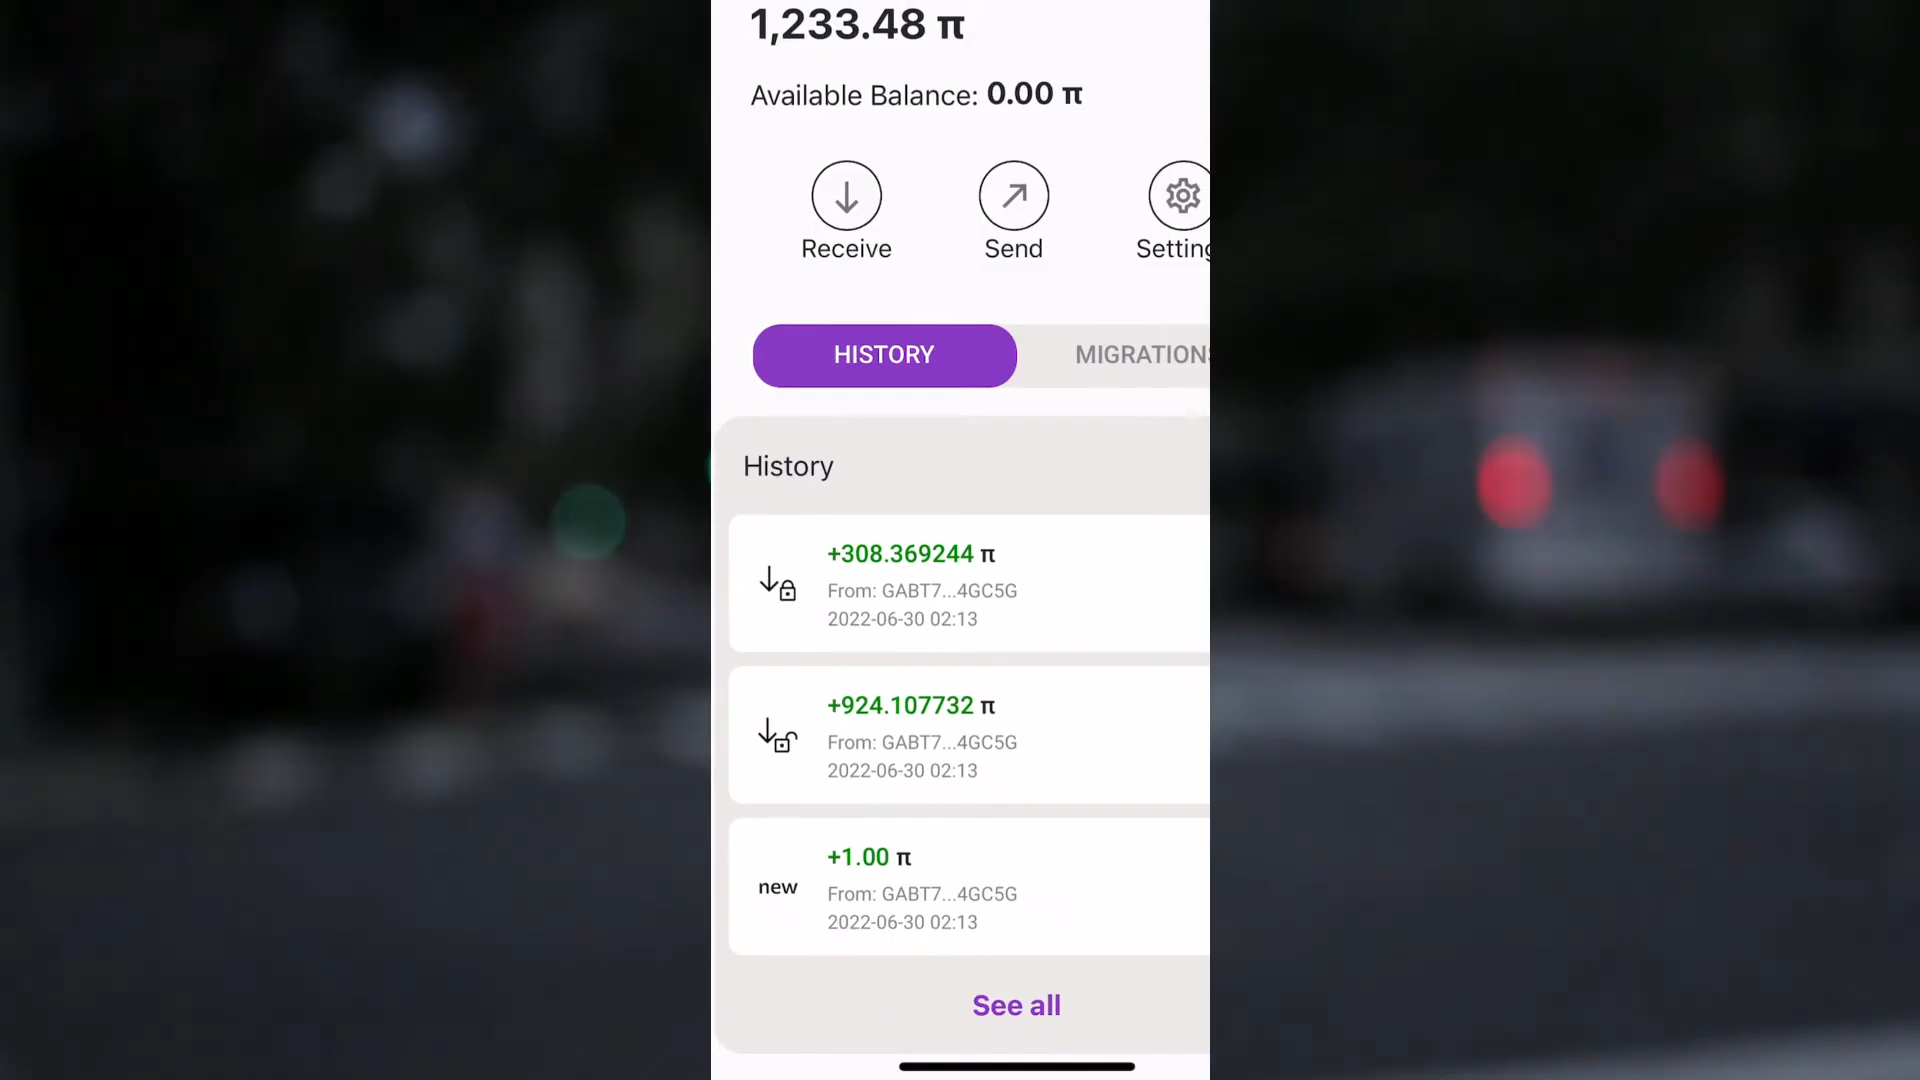 1,233.48 π
Available Balance: 0.00 π
Receive
Send
Setting
HISTORY
MIGRATIONS
History
+308.369244 π
From: GABT7...4GC5G
2022-06-30 02:13
+924.107732 π
From: GABT7...4GC5G
2022-06-30 02:13
new
+1.00 π
From: GABT7...4GC5G
2022-06-30 02:13
See all